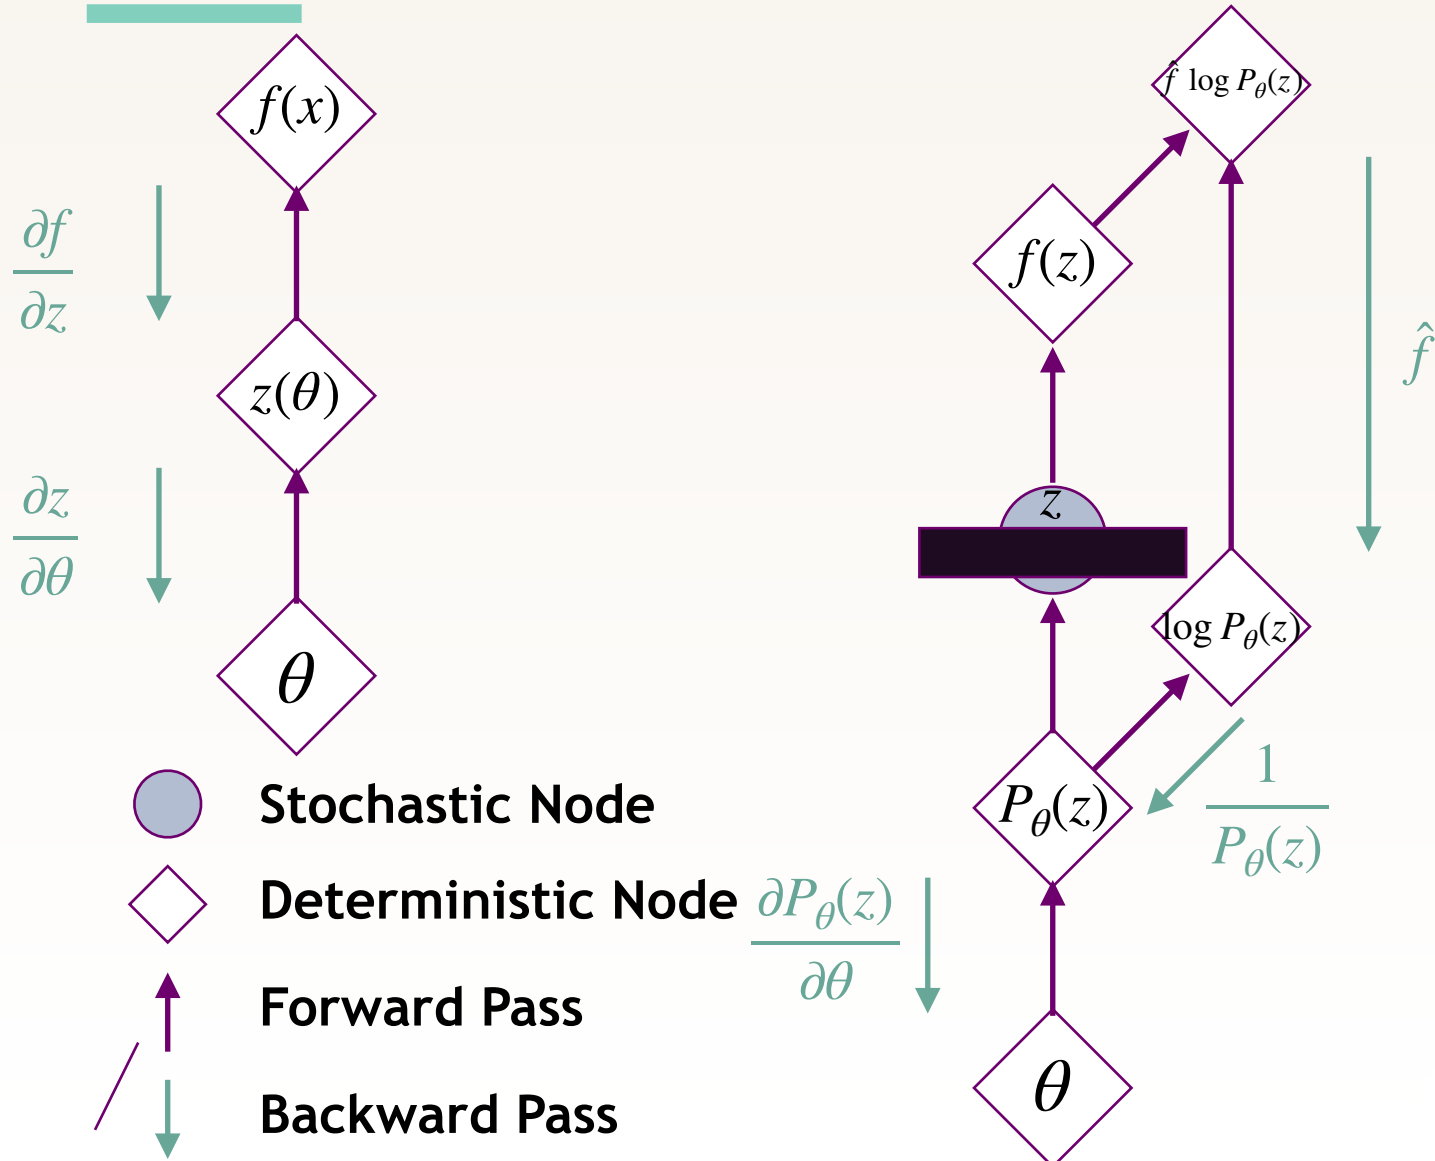 f(x)
∂f
∂z
z(θ)
∂z
∂θ
θ
Stochastic Node
Deterministic Node
Forward Pass
Backward Pass
f̂ log P_θ(z)
f(z)
f̂
z
log P_θ(z)
1
P_θ(z)
P_θ(z)
∂P_θ(z)
∂θ
θ